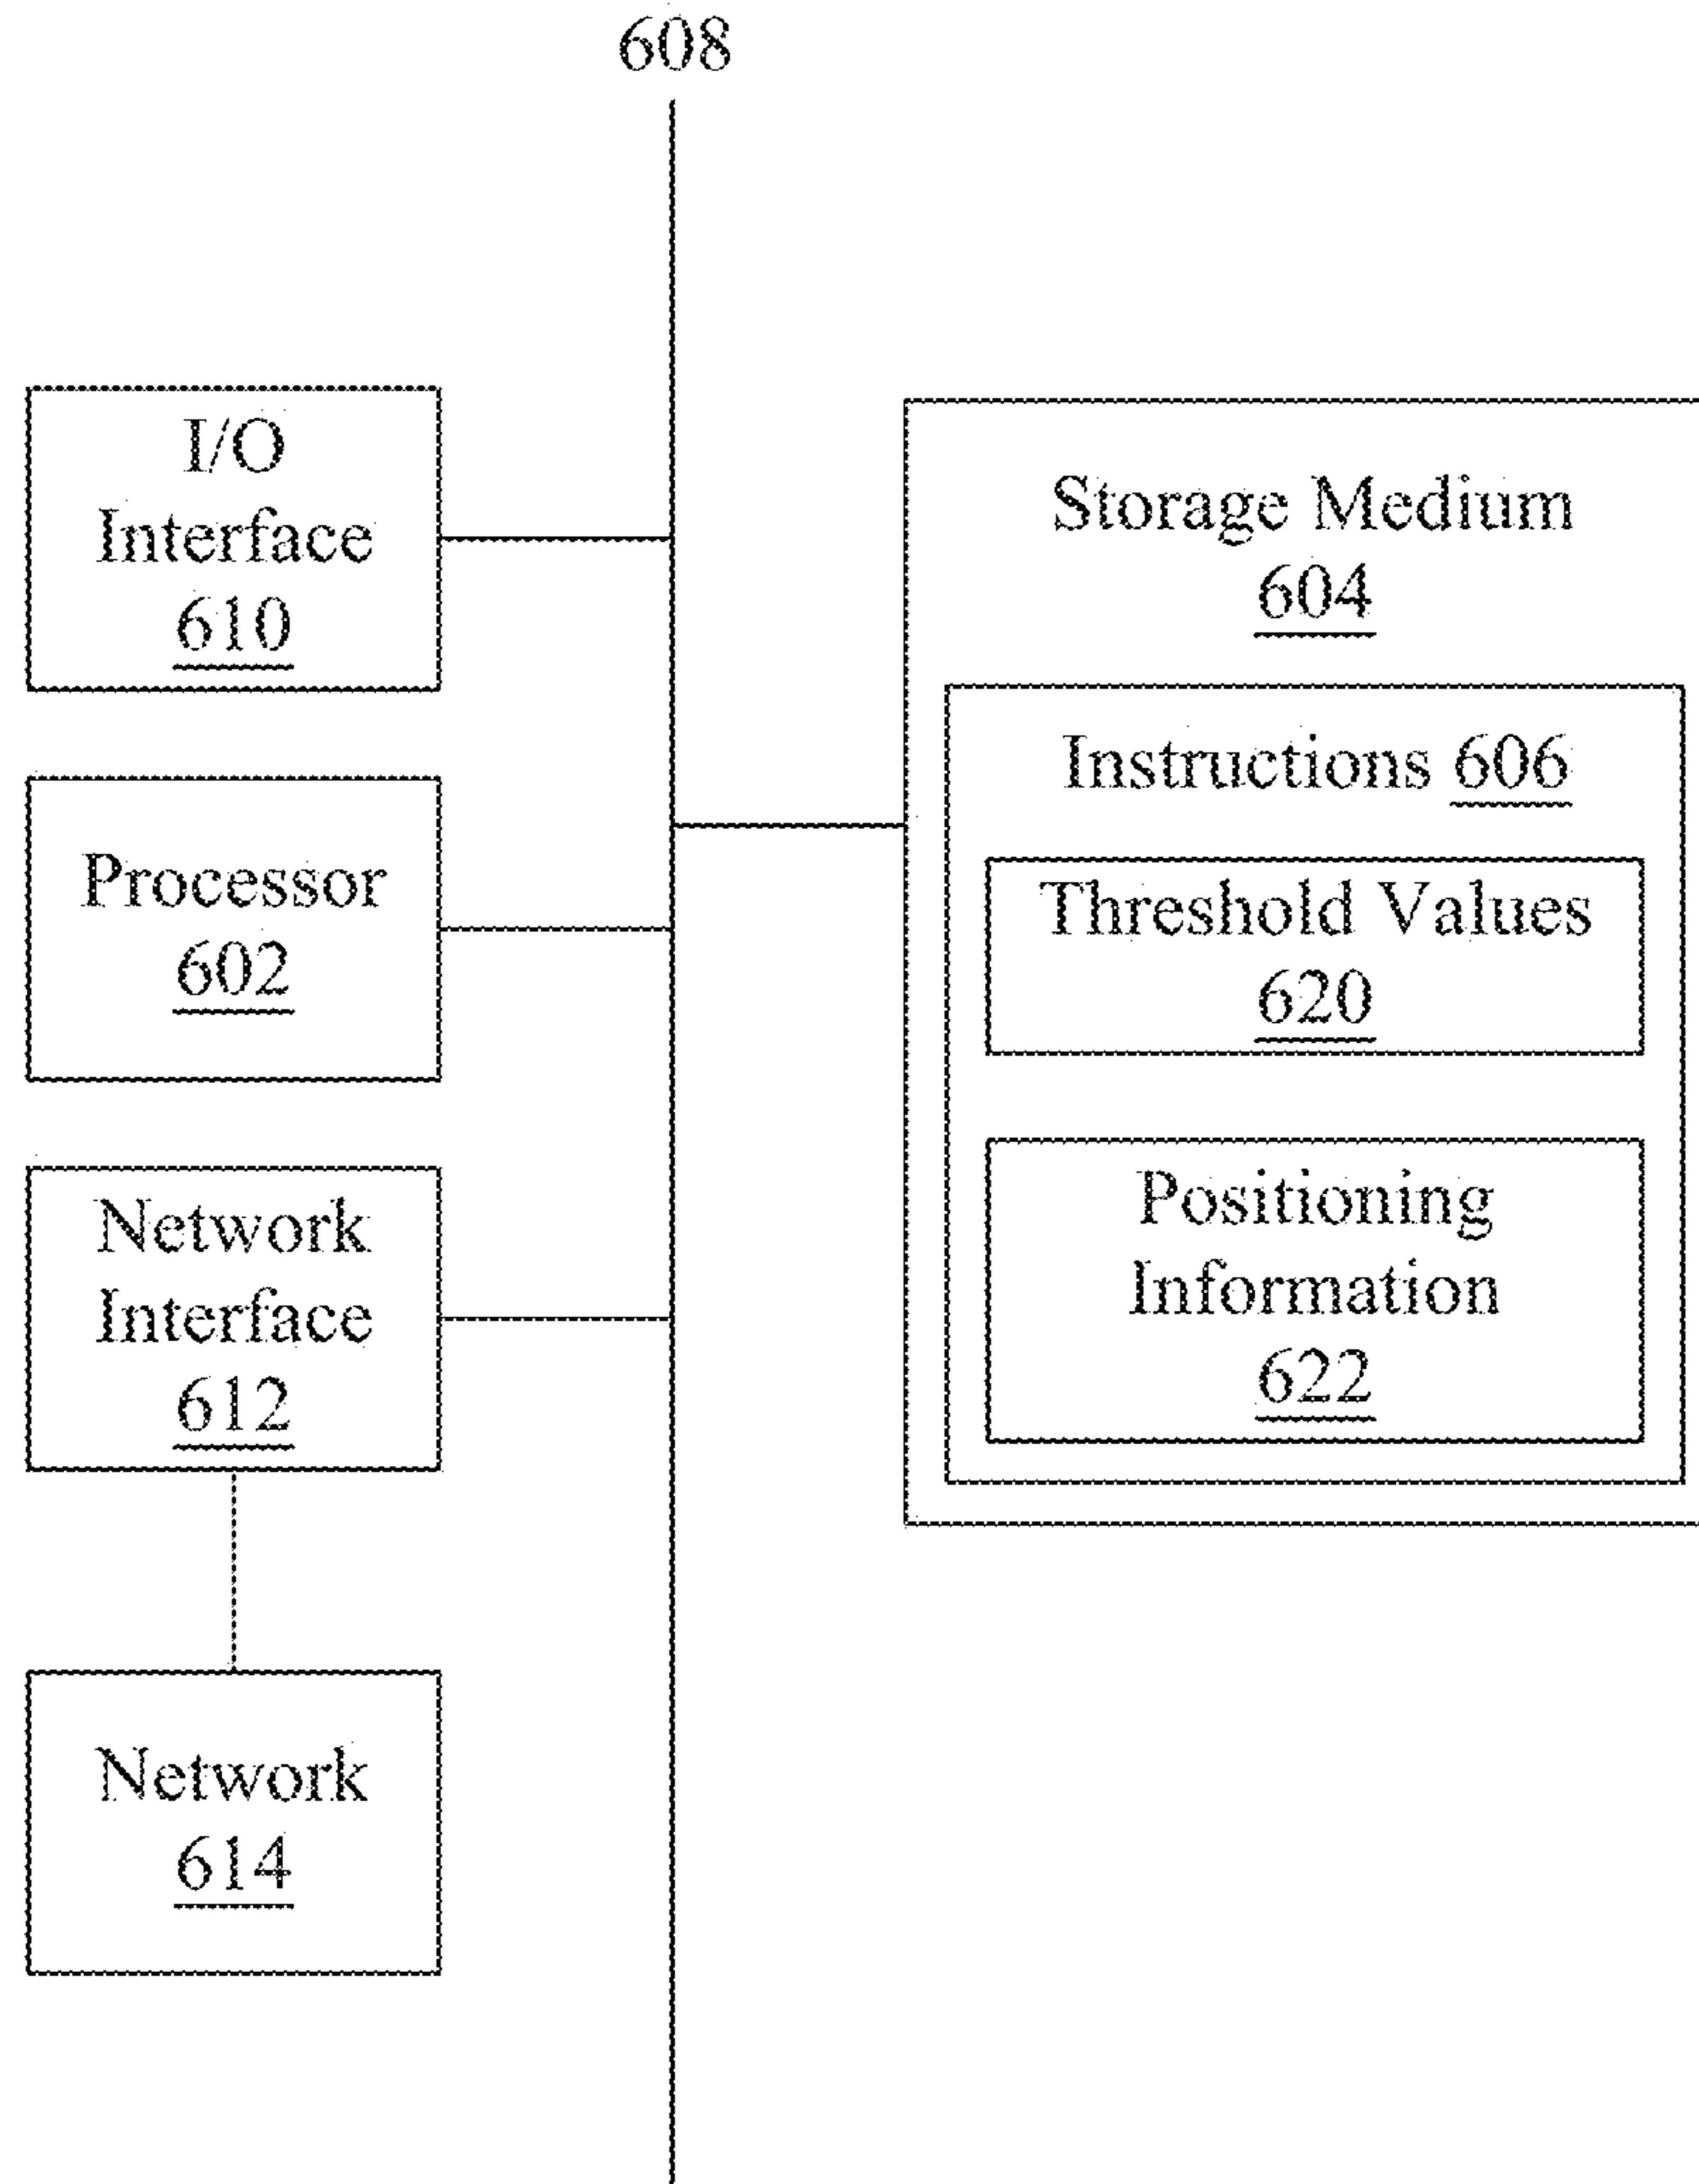 608
I/O
Interface
610
Processor
602
Network
Interface
612
Network
614
Storage Medium
604
Instructions 606
Threshold Values
620
Positioning
Information
622